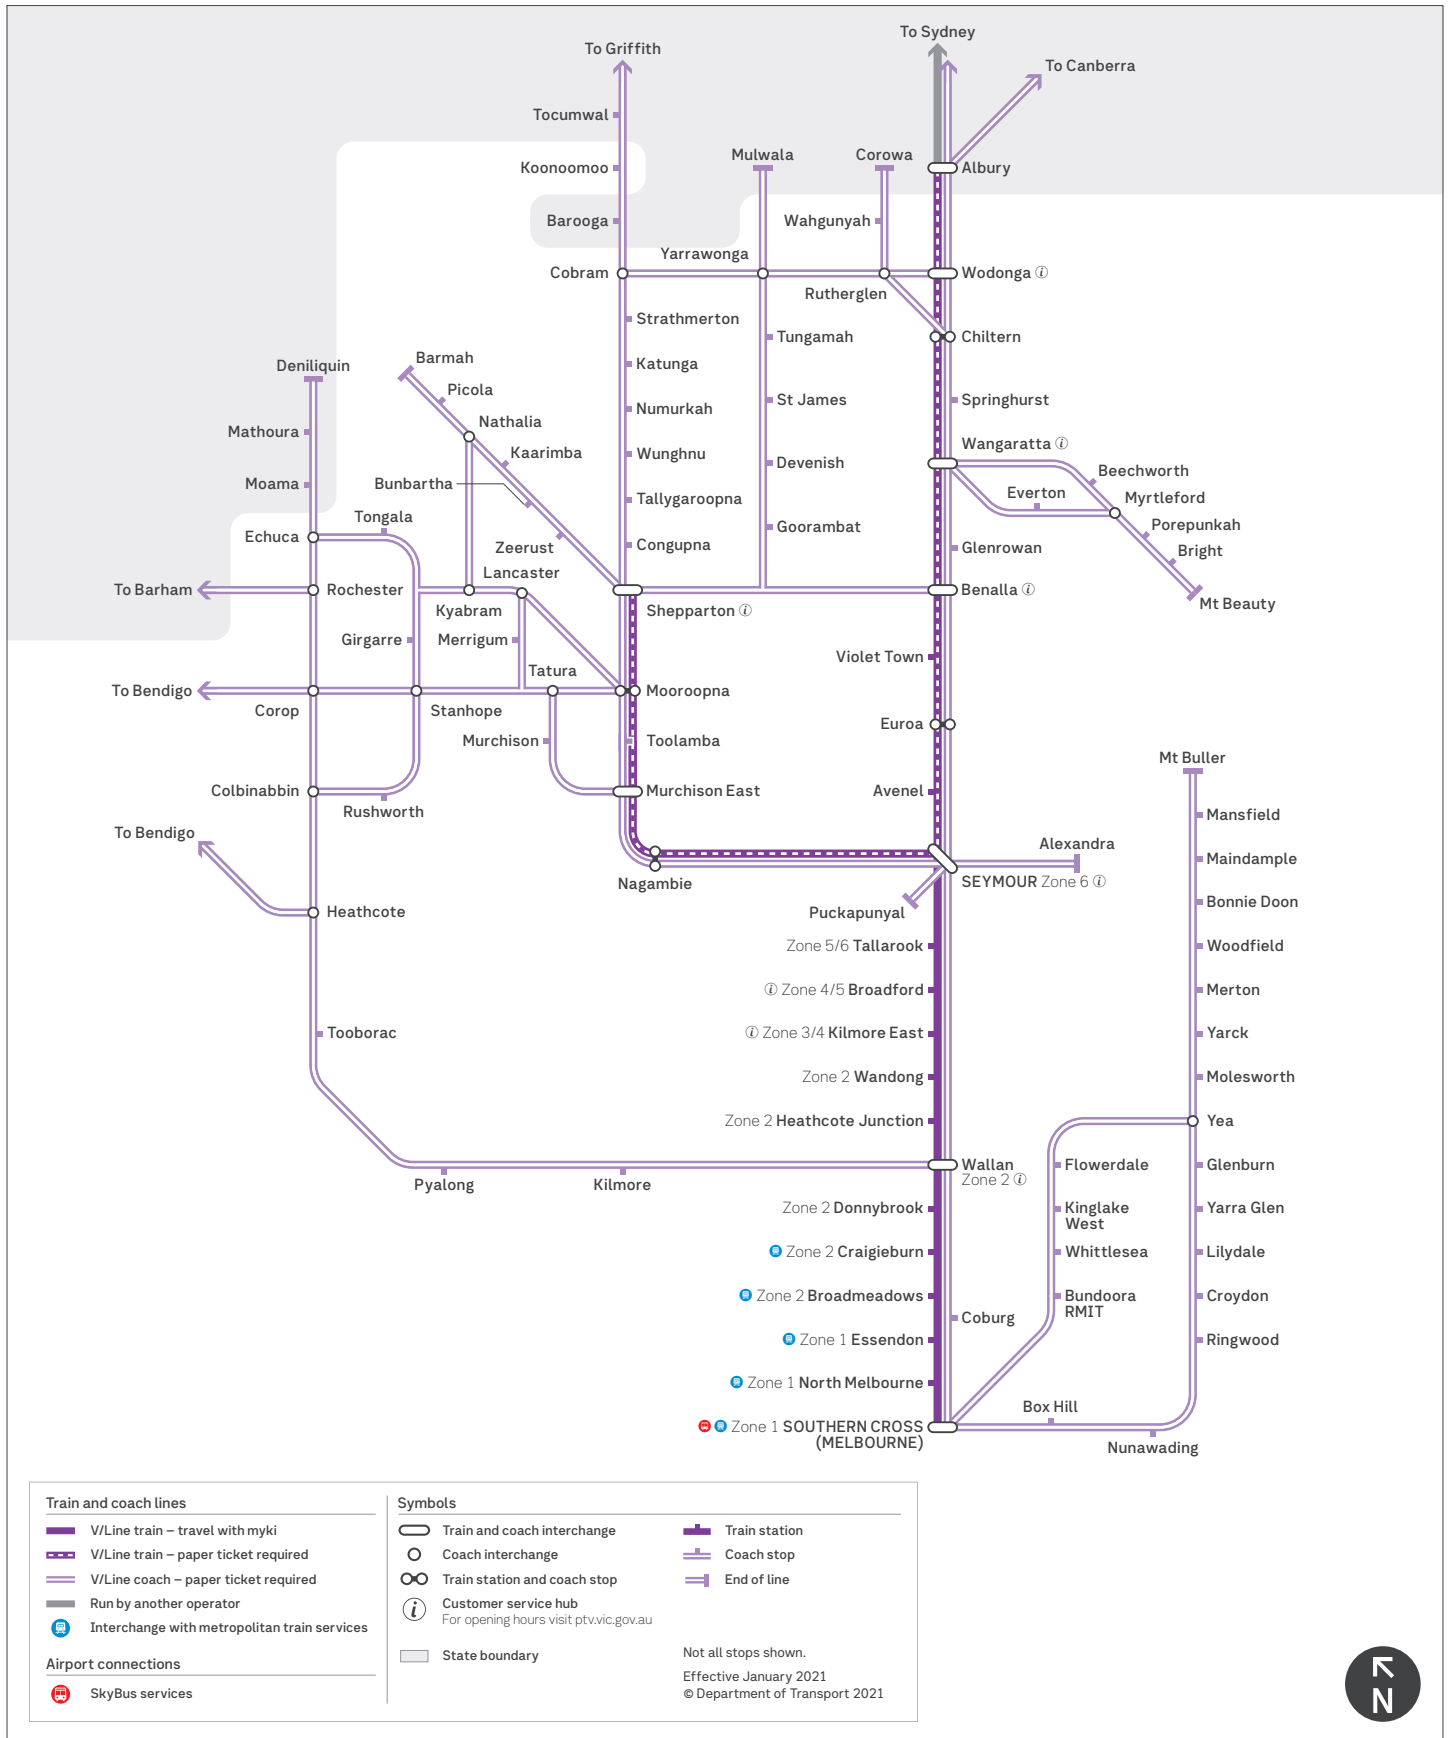 To Sydney
To Griffith
To Canberra
Tocumwal
Mulwala
Corowa
Koonoomoo
Albury
Barooga
Wahgunyah
Yarrawonga
Cobram
Wodonga
Rutherglen
Strathmerton
Tungamah
Chiltern
Barmah
Deniliquin
Katunga
Picola
St James
Springhurst
Numurkah
Nathalia
Mathoura
Wangaratta
Kaarimba
Wunghnu
Devenish
Beechworth
Bunbartha
Moama
Everton
Myrtleford
Tallygaroopna
Tongala
Porepunkah
Goorambat
Echuca
Zeerust
Congupna
Glenrowan
Bright
Lancaster
To Barham
Rochester
Kyabram
Shepparton
Benalla
Mt Beauty
Girgarre
Merrigum
Violet Town
Tatura
To Bendigo
Mooroopna
Corop
Stanhope
Euroa
Murchison
Toolamba
Mt Buller
Colbinabbin
Murchison East
Avenel
Rushworth
Mansfield
To Bendigo
Alexandra
Maindample
Nagambie
SEYMOUR Zone 6
Bonnie Doon
Heathcote
Puckapunyal
Zone 5/6 Tallarook
Woodfield
Zone 4/5 Broadford
Merton
Tooborac
Zone 3/4 Kilmore East
Yarck
Zone 2 Wandong
Molesworth
Zone 2 Heathcote Junction
Yea
Wallan
Zone 2
Flowerdale
Glenburn
Pyalong
Kilmore
Zone 2 Donnybrook
Kinglake
West
Yarra Glen
Zone 2 Craigieburn
Whittlesea
Lilydale
Zone 2 Broadmeadows
Bundoora
RMIT
Croydon
Coburg
Zone 1 Essendon
Ringwood
Zone 1 North Melbourne
Box Hill
Zone 1 SOUTHERN CROSS
(MELBOURNE)
Nunawading
Train and coach lines
V/Line train – travel with myki
V/Line train – paper ticket required
V/Line coach – paper ticket required
Run by another operator
Interchange with metropolitan train services
Airport connections
SkyBus services
Symbols
Train and coach interchange
Coach interchange
Train station and coach stop
Customer service hub
For opening hours visit ptv.vic.gov.au
State boundary
Train station
Coach stop
End of line
Not all stops shown.
Effective January 2021
© Department of Transport 2021
N